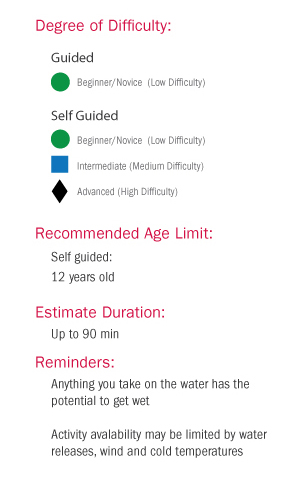 Degree of Difficulty:
Guided
Beginner/Novice (Low Difficulty)
Self Guided
Beginner/Novice (Low Difficulty)
Intermediate (Medium Difficulty)
Advanced (High Difficulty)
Recommended Age Limit:
Self guided:
12 years old
Estimate Duration:
Up to 90 min
Reminders:
Anything you take on the water has the
potential to get wet
Activity avalability may be limited by water
releases, wind and cold temperatures